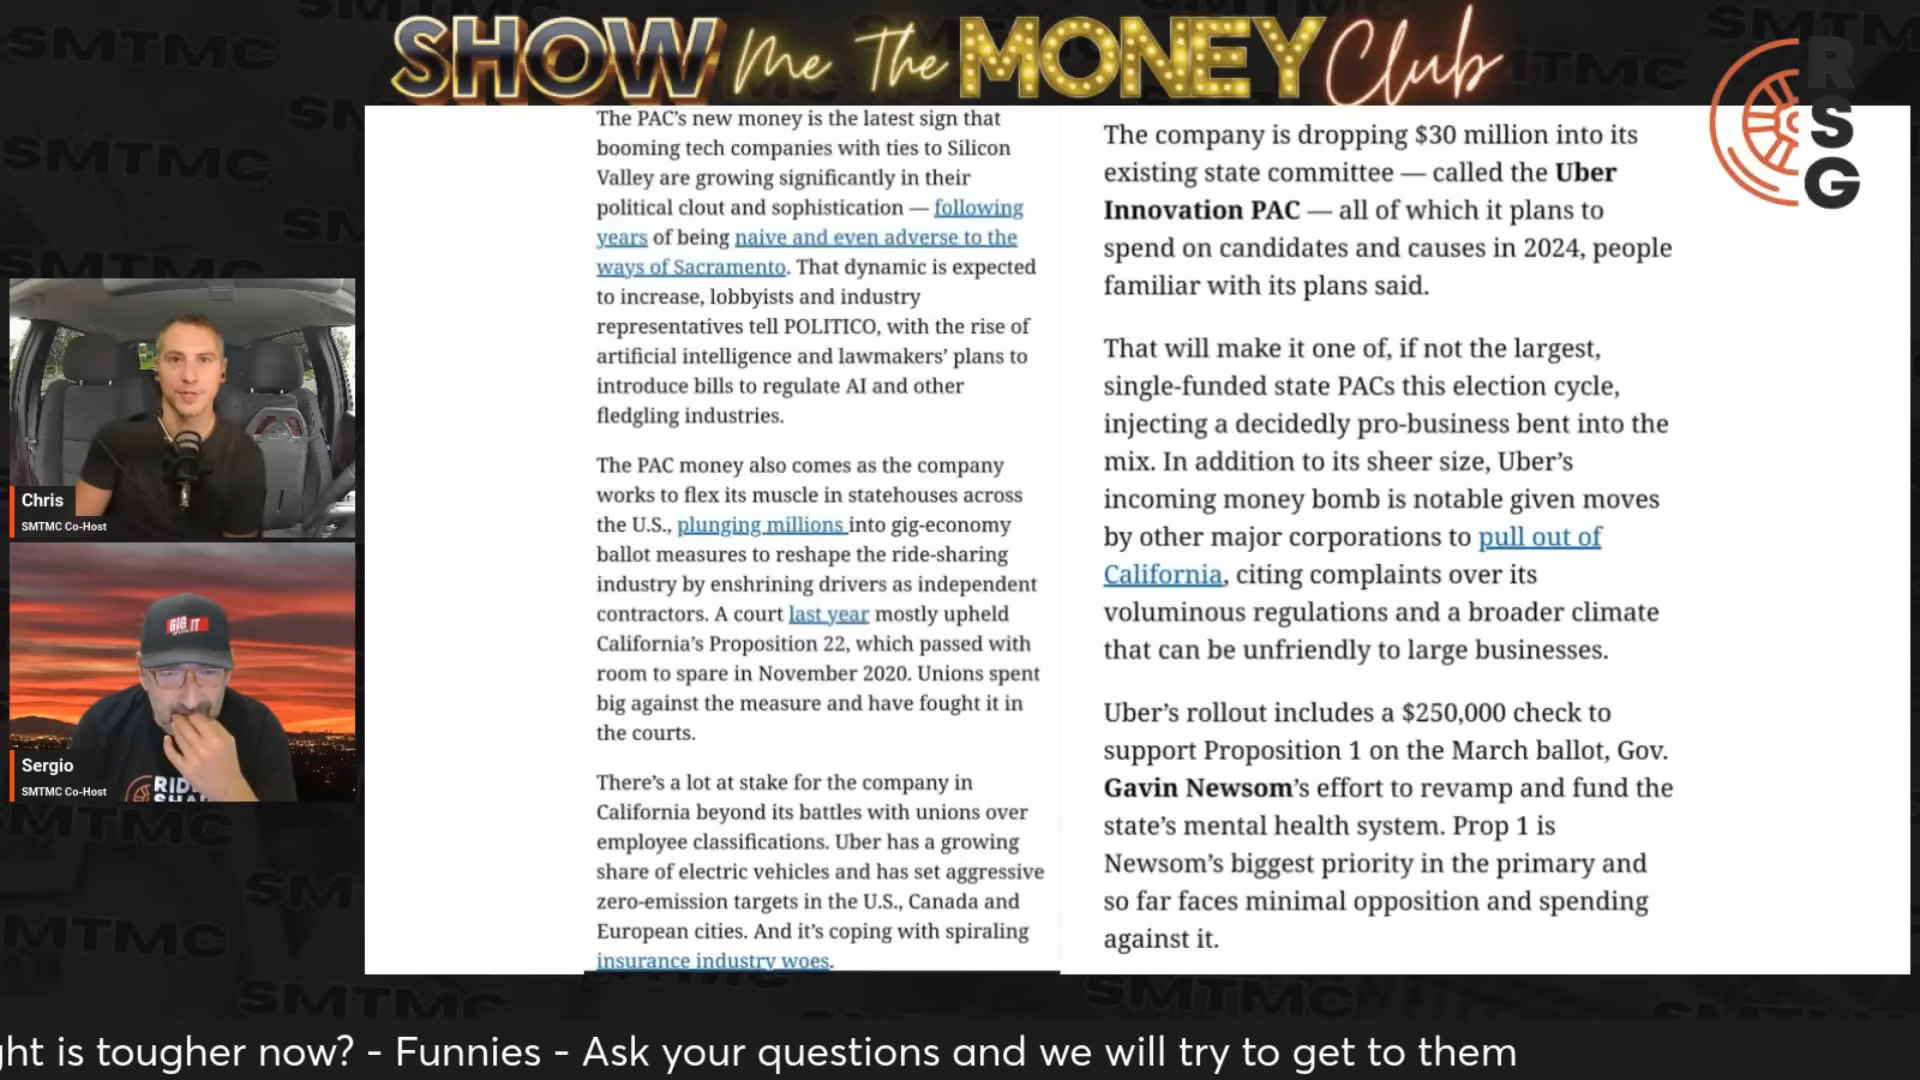 SHOW Me The MONEY Club
RSG
The PAC’s new money is the latest sign that
booming tech companies with ties to Silicon
Valley are growing significantly in their
political clout and sophistication — following
years of being naive and even adverse to the
ways of Sacramento. That dynamic is expected
to increase, lobbyists and industry
representatives tell POLITICO, with the rise of
artificial intelligence and lawmakers’ plans to
introduce bills to regulate AI and other
fledgling industries.
The PAC money also comes as the company
works to flex its muscle in statehouses across
the U.S., plunging millions into gig-economy
ballot measures to reshape the ride-sharing
industry by enshrining drivers as independent
contractors. A court last year mostly upheld
California’s Proposition 22, which passed with
room to spare in November 2020. Unions spent
big against the measure and have fought it in
the courts.
There’s a lot at stake for the company in
California beyond its battles with unions over
employee classifications. Uber has a growing
share of electric vehicles and has set aggressive
zero-emission targets in the U.S., Canada and
European cities. And it’s coping with spiraling
insurance industry woes.
The company is dropping $30 million into its
existing state committee — called the Uber
Innovation PAC — all of which it plans to
spend on candidates and causes in 2024, people
familiar with its plans said.
That will make it one of, if not the largest,
single-funded state PACs this election cycle,
injecting a decidedly pro-business bent into the
mix. In addition to its sheer size, Uber’s
incoming money bomb is notable given moves
by other major corporations to pull out of
California, citing complaints over its
voluminous regulations and a broader climate
that can be unfriendly to large businesses.
Uber’s rollout includes a $250,000 check to
support Proposition 1 on the March ballot, Gov.
Gavin Newsom’s effort to revamp and fund the
state’s mental health system. Prop 1 is
Newsom’s biggest priority in the primary and
so far faces minimal opposition and spending
against it.
Chris
SMTMC Co-Host
GIG IT
Sergio
SMTMC Co-Host
ght is tougher now? - Funnies - Ask your questions and we will try to get to them
SMTMC